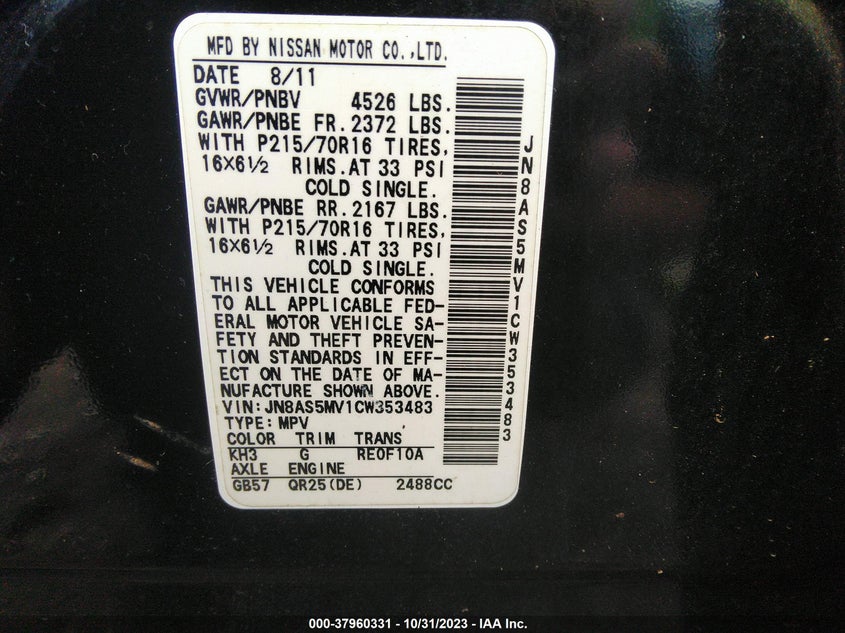 MFD BY NISSAN MOTOR CO.,LTD.
DATE 8/11
GVWR/PNBV 4526 LBS.
GAWR/PNBE FR.2372 LBS.
WITH P215/70R16 TIRES,
16X6½ RIMS.AT 33 PSI
COLD SINGLE.
GAWR/PNBE RR.2167 LBS.
WITH P215/70R16 TIRES,
16X6½ RIMS.AT 33 PSI
COLD SINGLE.
THIS VEHICLE CONFORMS
TO ALL APPLICABLE FED-
ERAL MOTOR VEHICLE SA-
FETY AND THEFT PREVEN-
TION STANDARDS IN EFF-
ECT ON THE DATE OF MA-
NUFACTURE SHOWN ABOVE.
VIN:JN8AS5MV1CW353483
TYPE:MPV
COLOR TRIM TRANS
KH3 G RE0F10A
AXLE ENGINE
GB57 QR25(DE) 2488CC
JN8AS5MV1CW353483
000-37960331 - 10/31/2023 - IAA Inc.